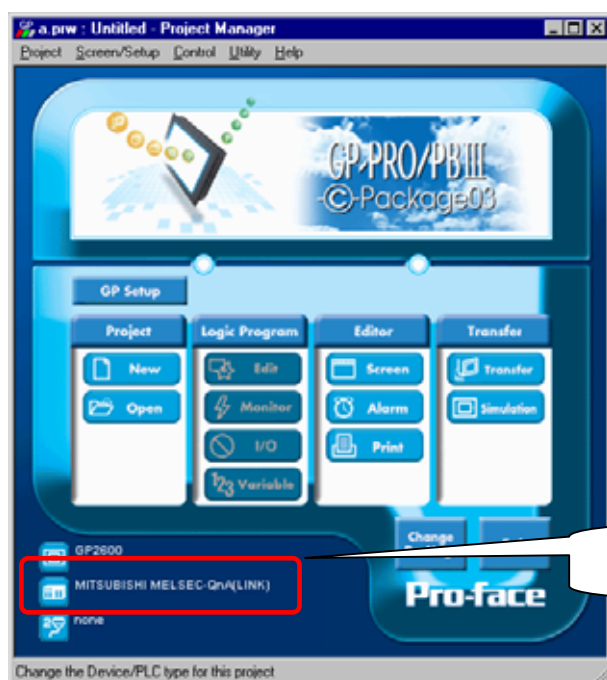 a.prw : Untitled - Project Manager
Project Screen/Setup Control Utility Help
GP-PRO/PBIII
-C-Package03
GP Setup
Project Logic Program Editor Transfer
New Edit Screen Transfer
Open Monitor Alarm Simulation
I/O Print
123 Variable
GP2600
Change
MITSUBISHI MELSEC-QnA(LINK)
Pro-face
none
Change the Device/PLC type for this project